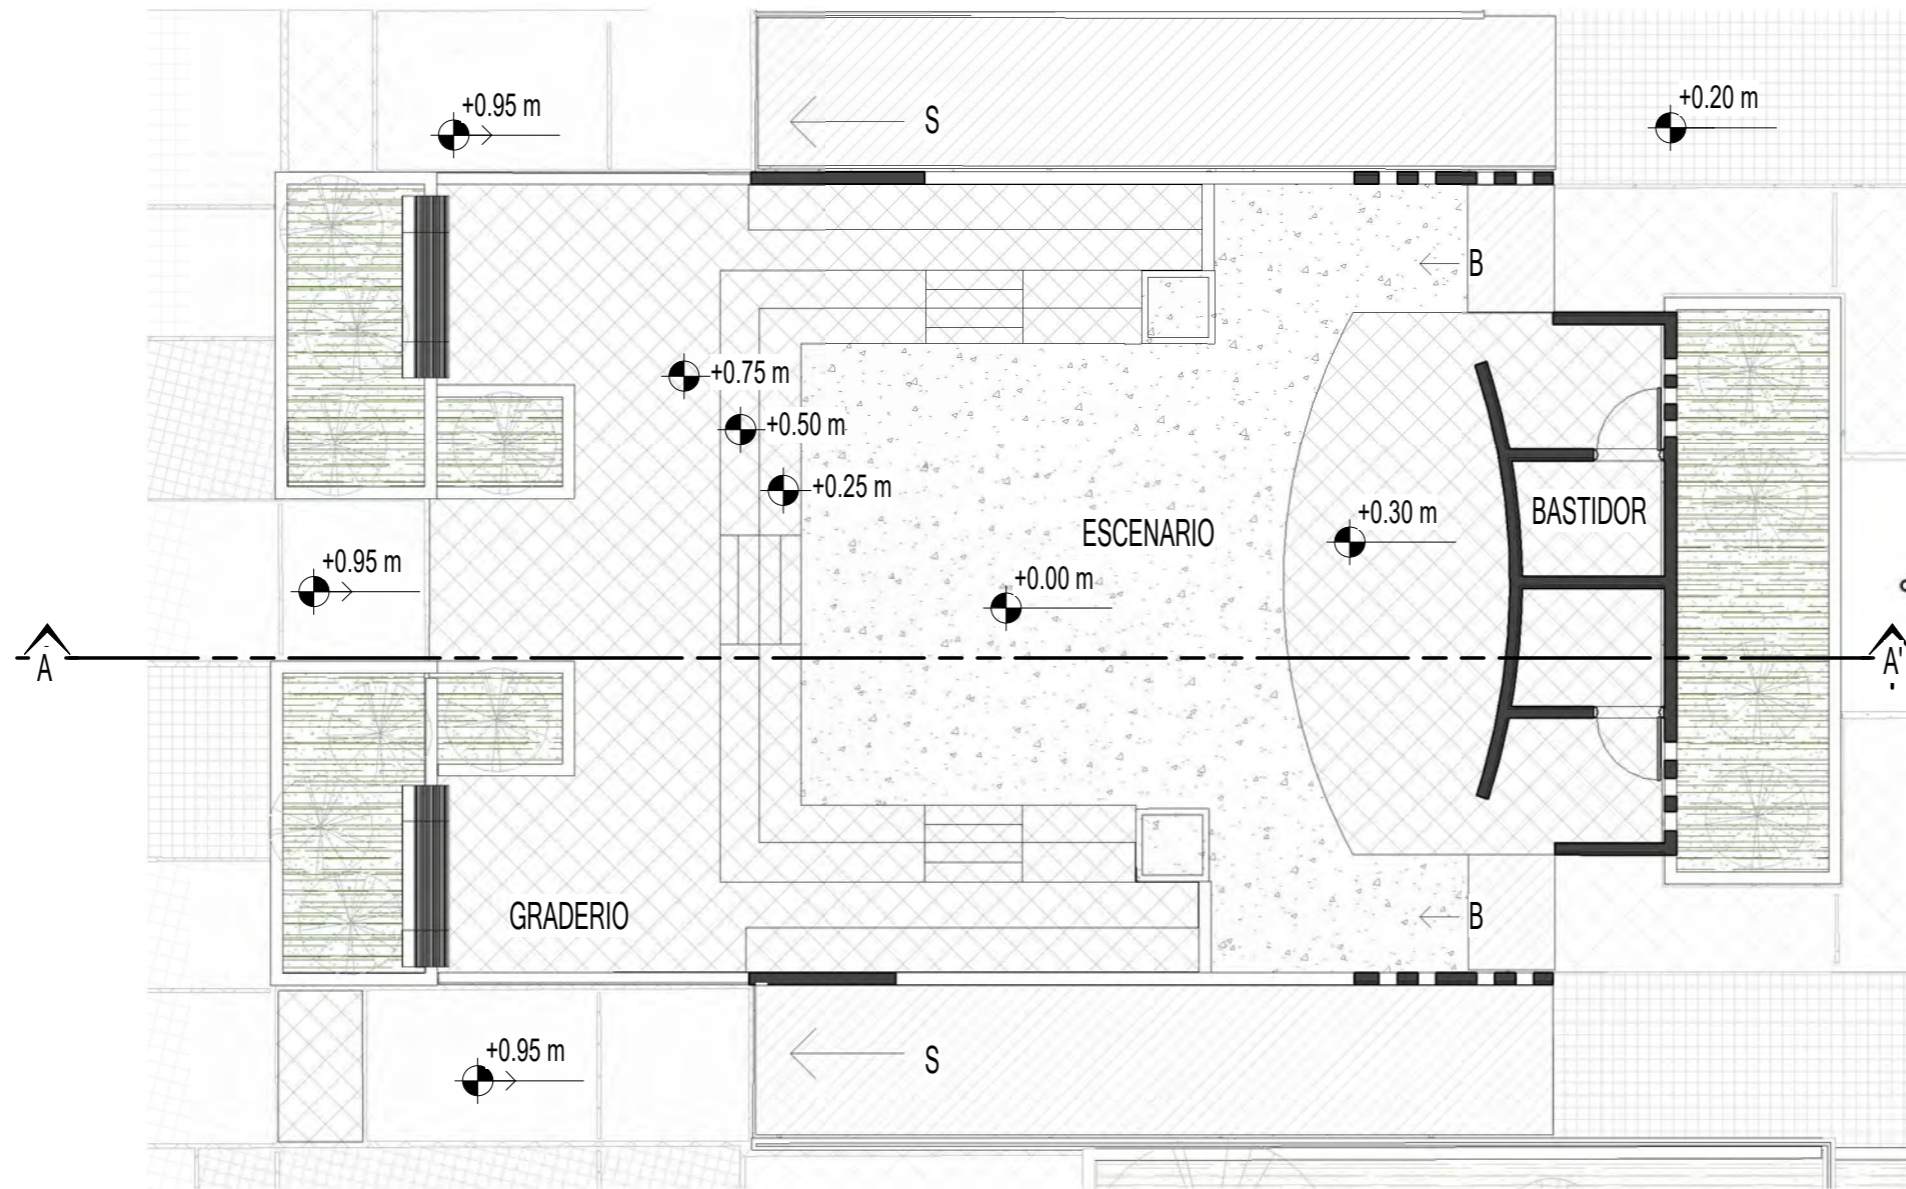 +0.20 m
+0.95 m
S
B
+0.75 m
+0.50 m
+0.25 m
BASTIDOR
+0.30 m
ESCENARIO
+0.95 m
+0.00 m
A
A'
GRADERIO
B
+0.95 m
S